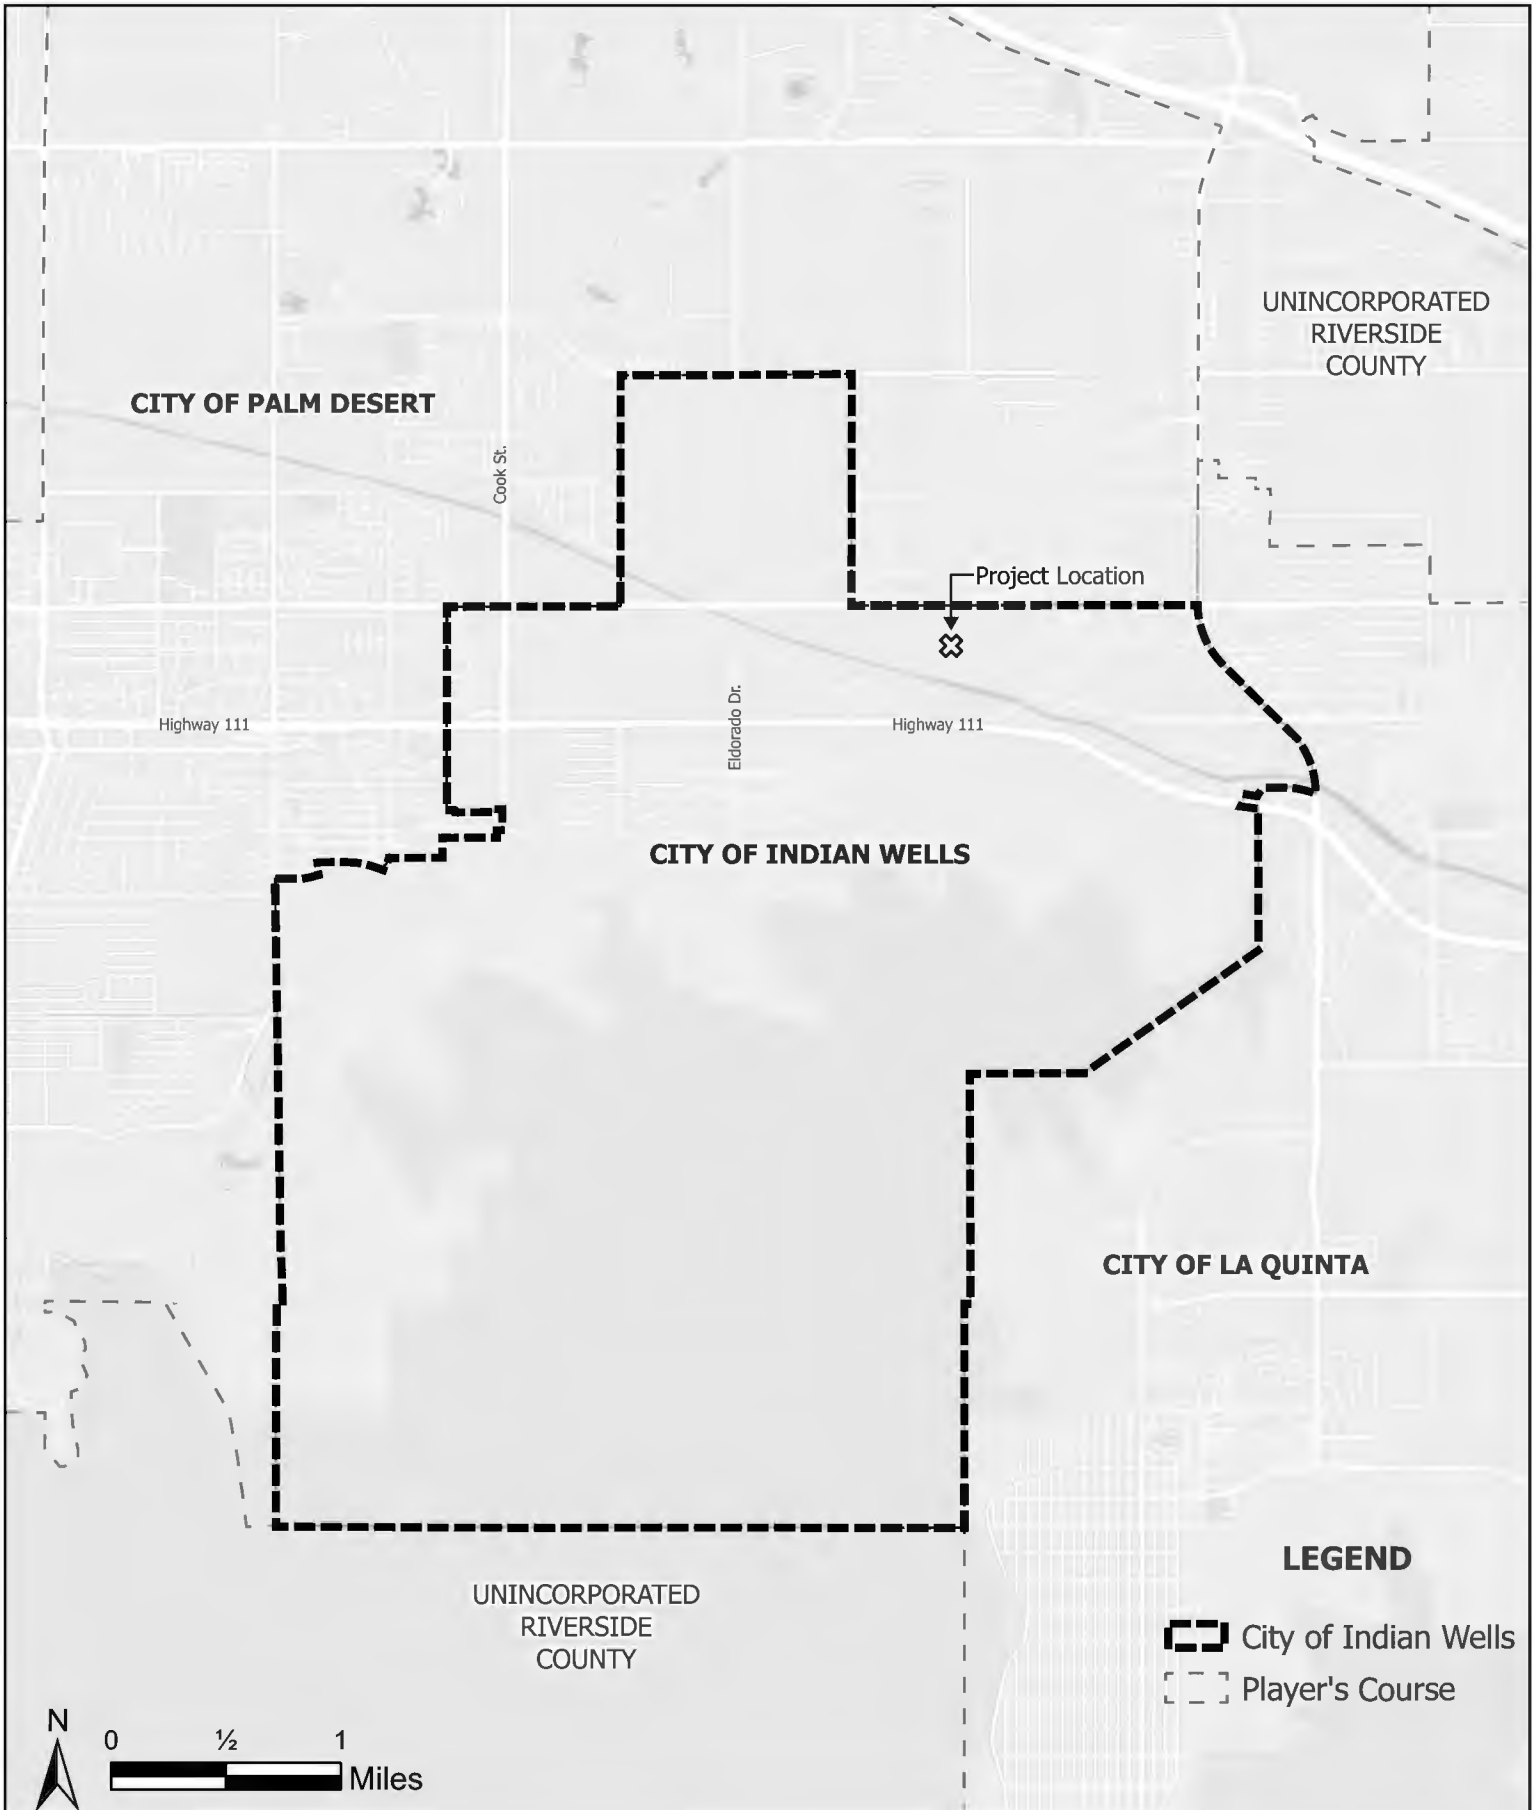 UNINCORPORATED
RIVERSIDE
COUNTY
CITY OF PALM DESERT
Cook St.
Project Location
Highway 111
Eldorado Dr.
Highway 111
CITY OF INDIAN WELLS
CITY OF LA QUINTA
LEGEND
UNINCORPORATED
RIVERSIDE
COUNTY
City of Indian Wells
Player's Course
N
0 ½ 1
Miles